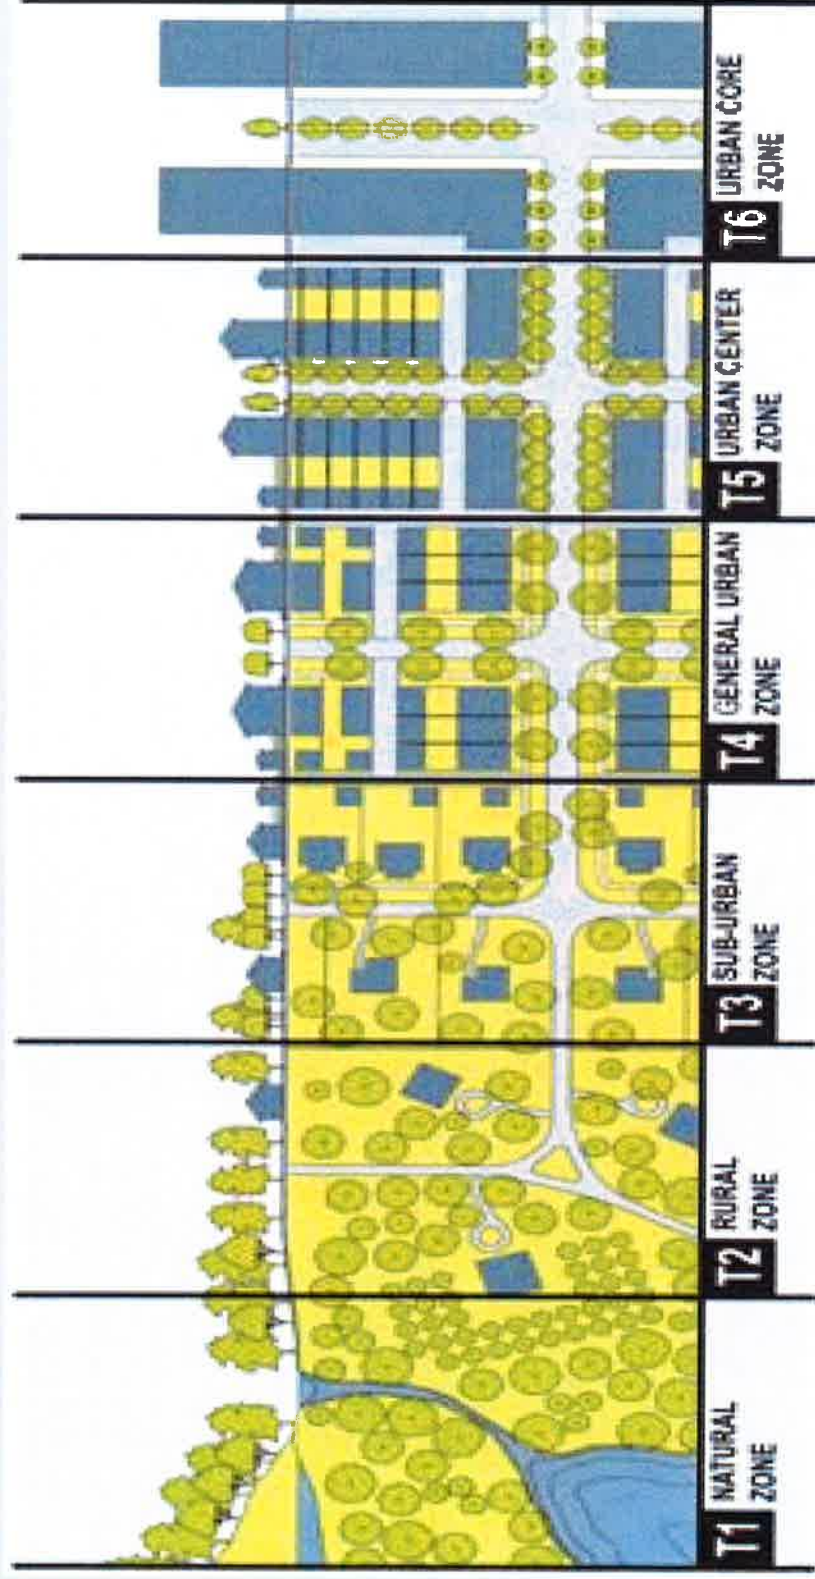 T1 NATURAL
ZONE
T2 RURAL
ZONE
T3 SUB-URBAN
ZONE
T4 GENERAL URBAN
ZONE
T5 URBAN CENTER
ZONE
T6 URBAN CORE
ZONE